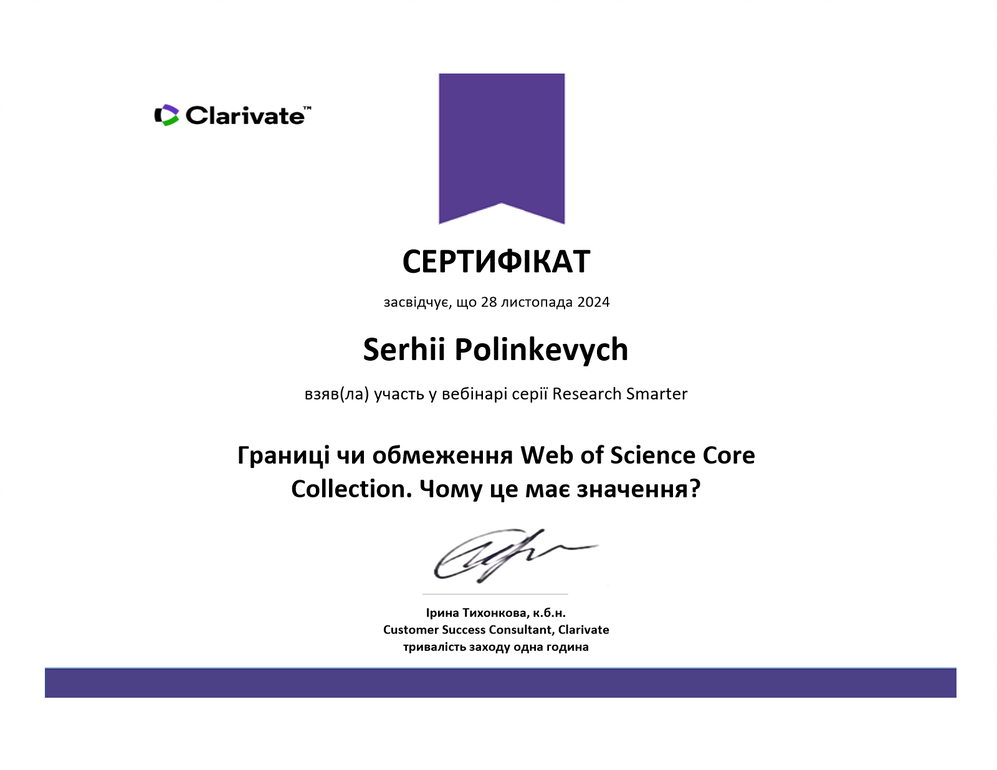 Clarivate™
СЕРТИФІКАТ
засвідчує, що 28 листопада 2024
Serhii Polinkevych
взяв(ла) участь у вебінарі серії Research Smarter
Границі чи обмеження Web of Science Core
Collection. Чому це має значення?
Ірина Тихонкова, к.б.н.
Customer Success Consultant, Clarivate
тривалість заходу одна година